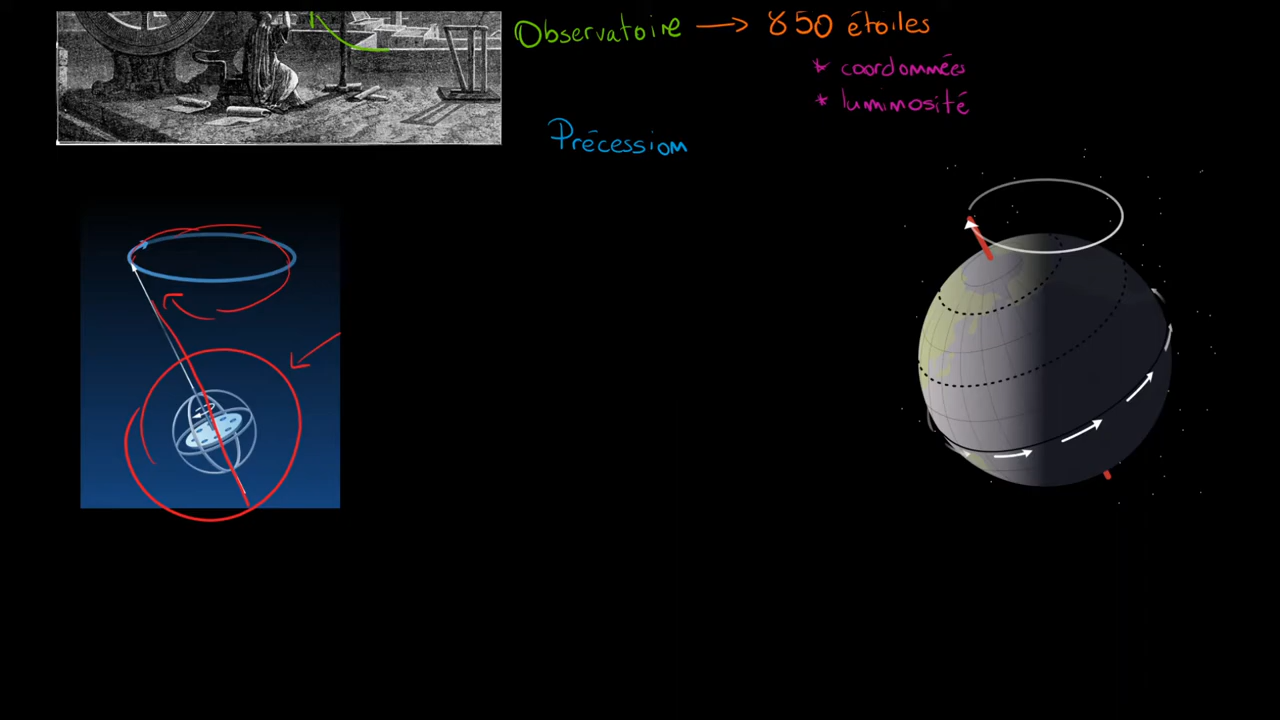 Observatoire → 850 étoiles
* coordonnées
* luminosité
Précession